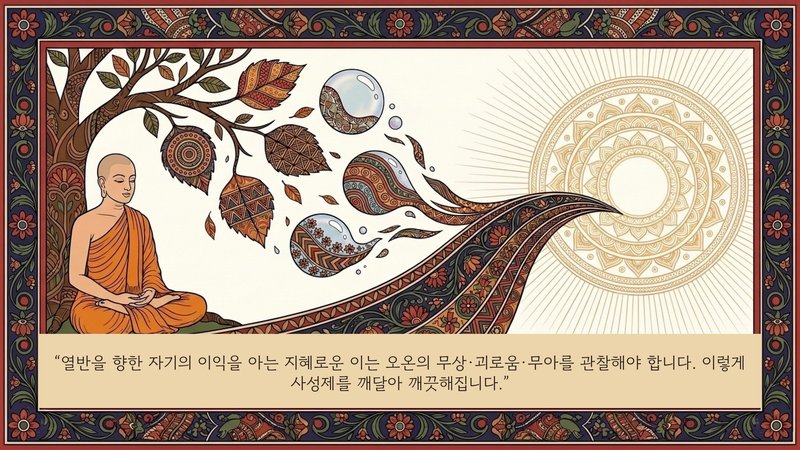 “열반을 향한 자기의 이익을 아는 지혜로운 이는 오온의 무상·괴로움·무아를 관찰해야 합니다. 이렇게
사성제를 깨달아 깨끗해집니다.”